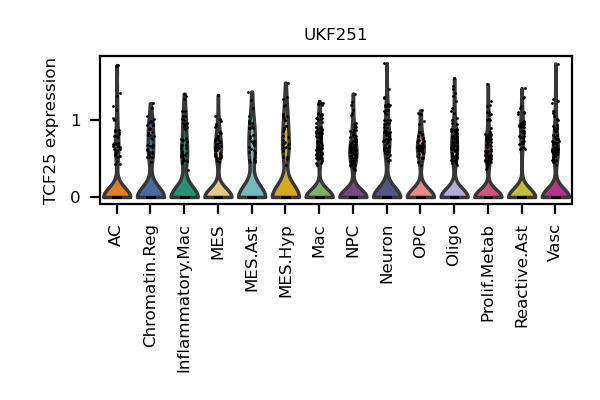 UKF251
TCF25 expression
1
0
AC
Chromatin.Reg
Inflammatory.Mac
MES
MES.Ast
MES.Hyp
Mac
NPC
Neuron
OPC
Oligo
Prolif.Metab
Reactive.Ast
Vasc